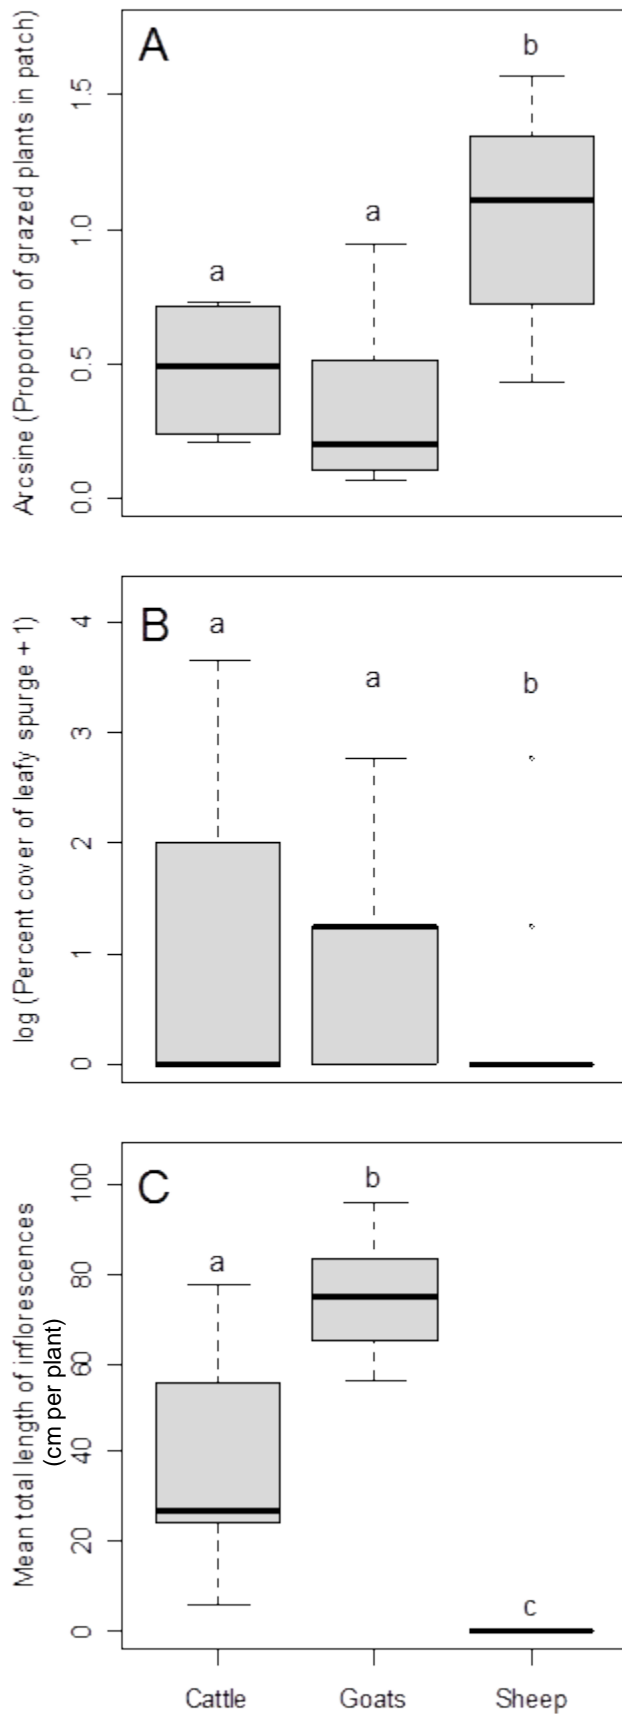 A
Arcsine (Proportion of grazed plants in patch)
1.5
1.0
0.5
0.0
a
a
b
B
log (Percent cover of leafy spurge + 1)
4
3
2
1
0
a
a
b
C
Mean total length of inflorescences
(cm per plant)
100
80
60
40
20
0
a
b
c
Cattle Goats Sheep